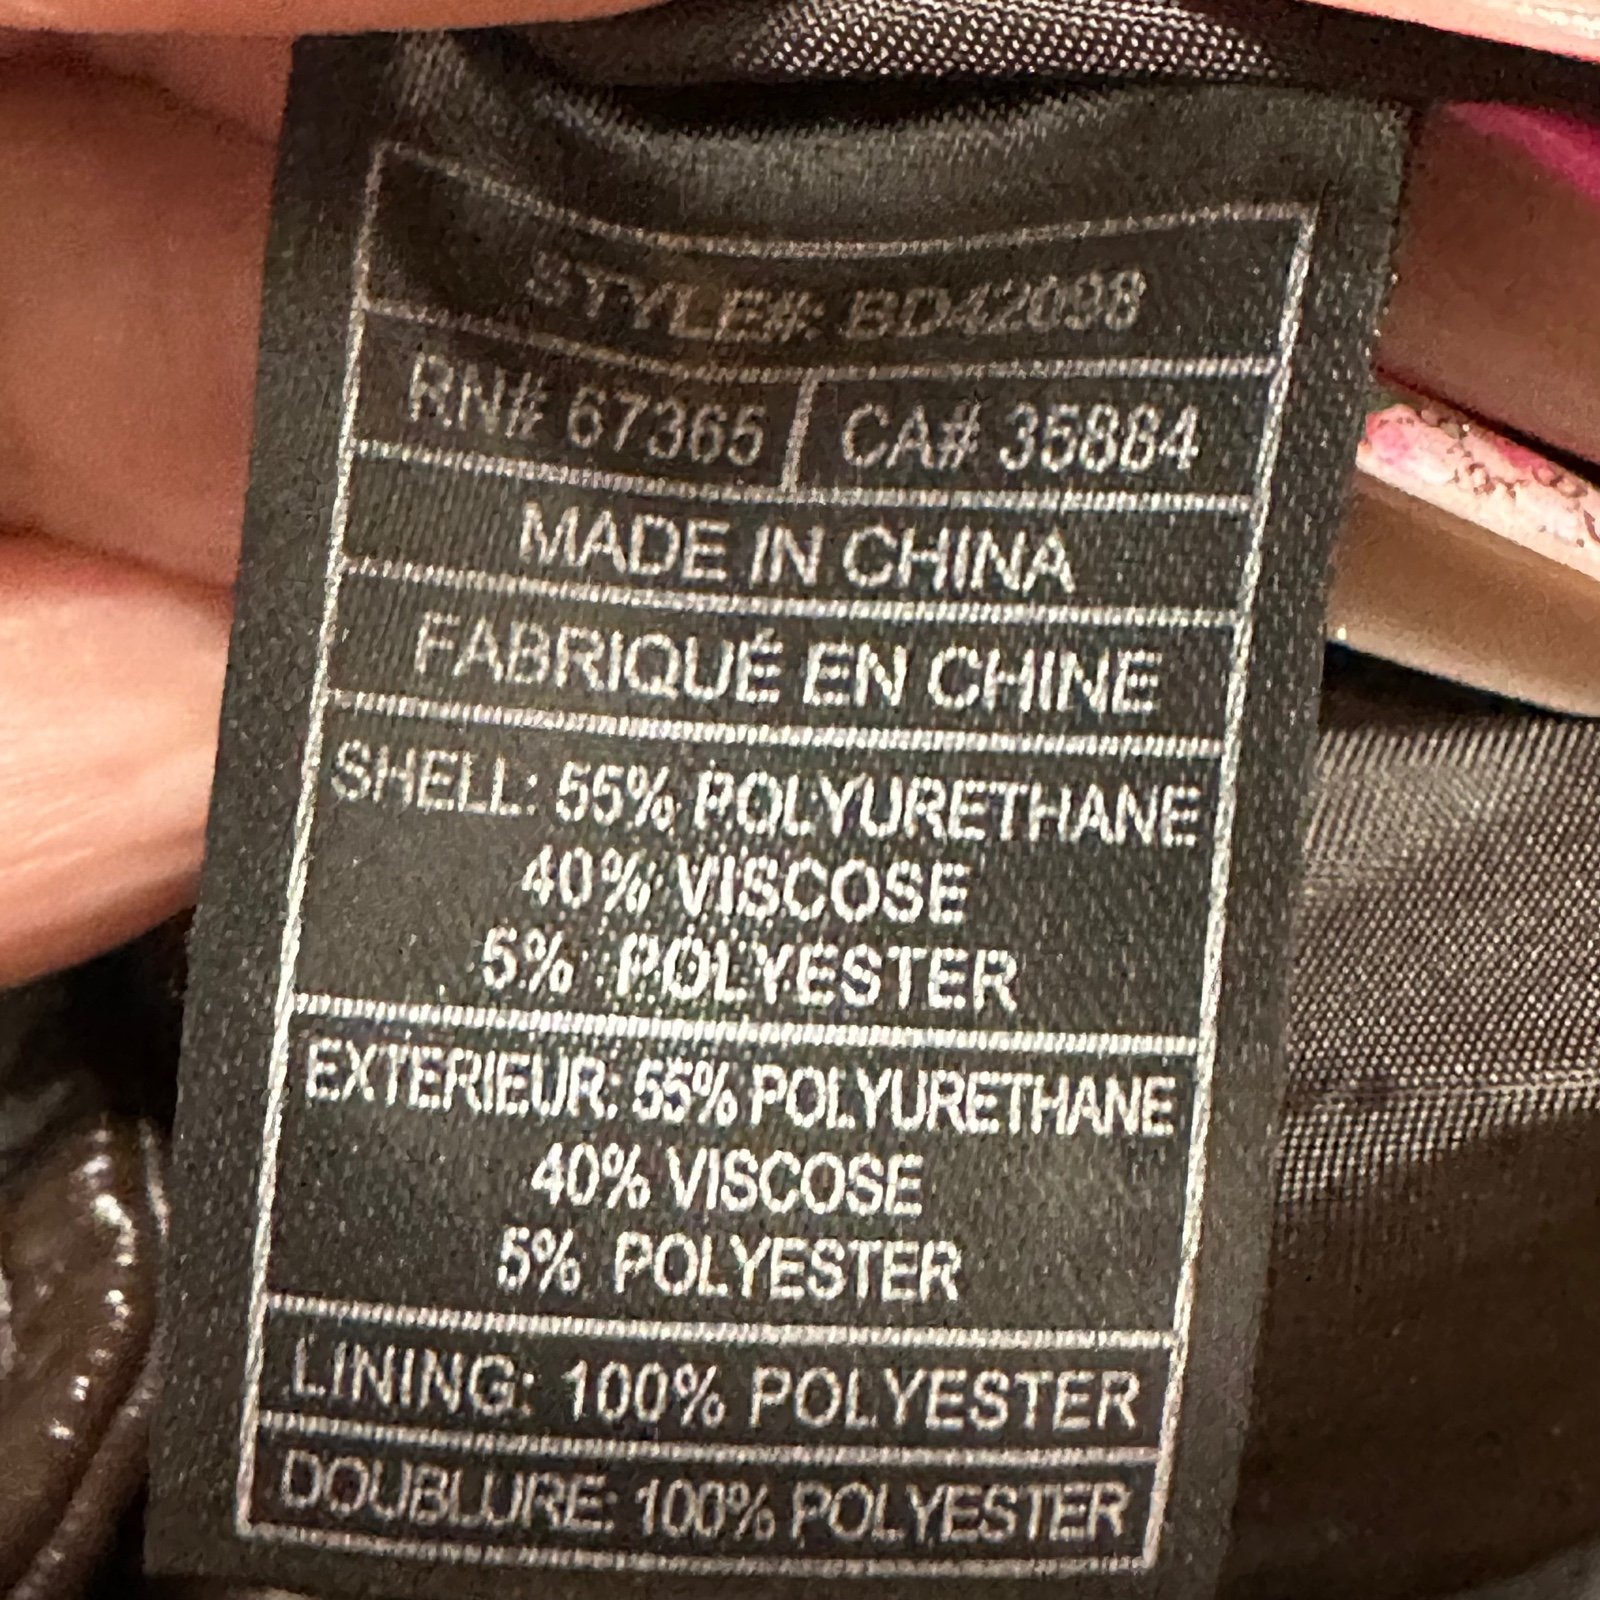 STYLE#: BD42098
RN# 67365 CA# 35884
MADE IN CHINA
FABRIQUÉ EN CHINE
SHELL: 55% POLYURETHANE
40% VISCOSE
5% POLYESTER
EXTERIEUR: 55% POLYURETHANE
40% VISCOSE
5% POLYESTER
LINING: 100% POLYESTER
DOUBLURE: 100% POLYESTER